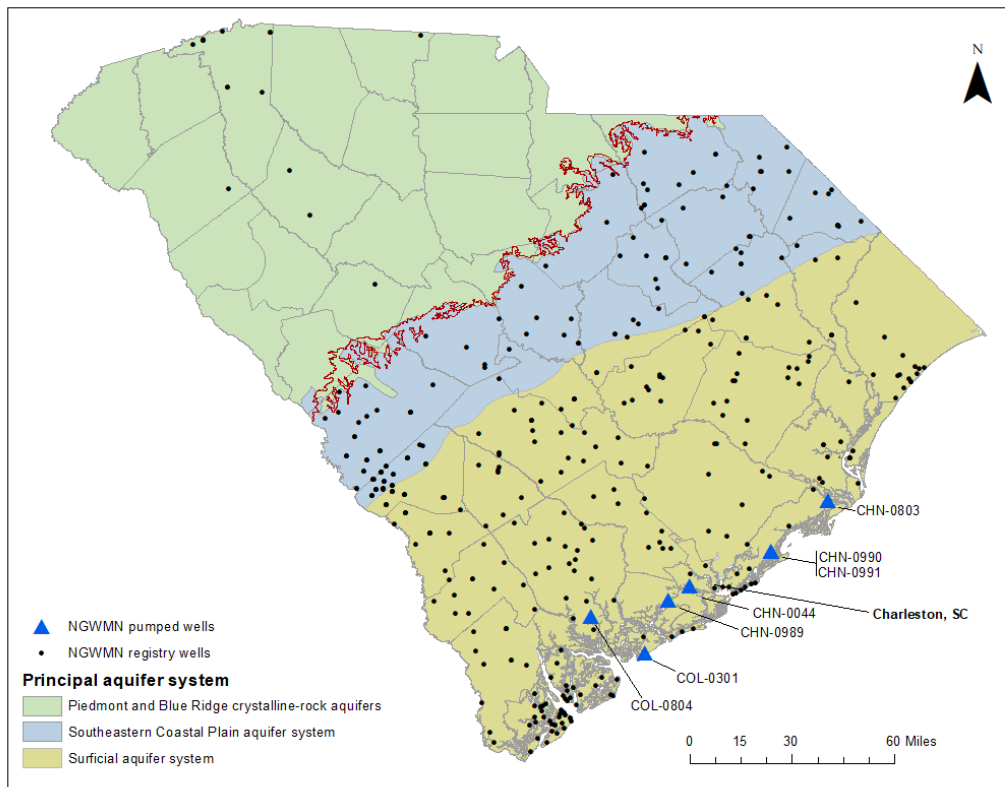 N
CHN-0803
CHN-0990
CHN-0991
CHN-0044
Charleston, SC
CHN-0989
COL-0301
COL-0804
NGWMN pumped wells
NGWMN registry wells
Principal aquifer system
Piedmont and Blue Ridge crystalline-rock aquifers
Southeastern Coastal Plain aquifer system
Surficial aquifer system
0 15 30 60 Miles